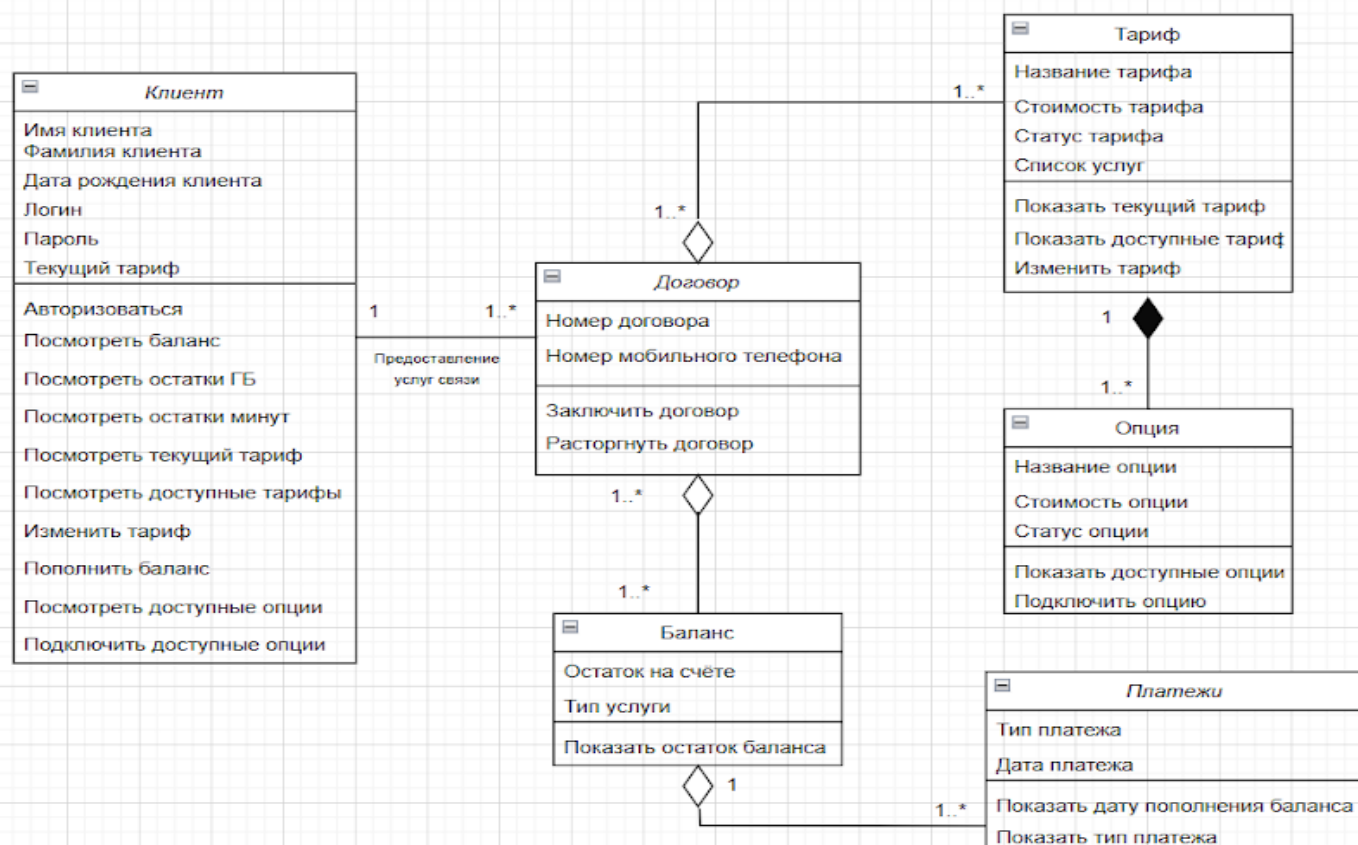 Клиент
Имя клиента
Фамилия клиента
Дата рождения клиента
Логин
Пароль
Текущий тариф
Авторизоваться
Посмотреть баланс
Посмотреть остатки ГБ
Посмотреть остатки минут
Посмотреть текущий тариф
Посмотреть доступные тарифы
Изменить тариф
Пополнить баланс
Посмотреть доступные опции
Подключить доступные опции
1
1..*
Предоставление
услуг связи
1..*
1..*
Договор
Номер договора
Номер мобильного телефона
Заключить договор
Расторгнуть договор
1..*
1..*
Баланс
Остаток на счёте
Тип услуги
Показать остаток баланса
1
1..*
Тариф
Название тарифа
Стоимость тарифа
Статус тарифа
Список услуг
Показать текущий тариф
Показать доступные тариф
Изменить тариф
1
1..*
Опция
Название опции
Стоимость опции
Статус опции
Показать доступные опции
Подключить опцию
Платежи
Тип платежа
Дата платежа
Показать дату пополнения баланса
Показать тип платежа